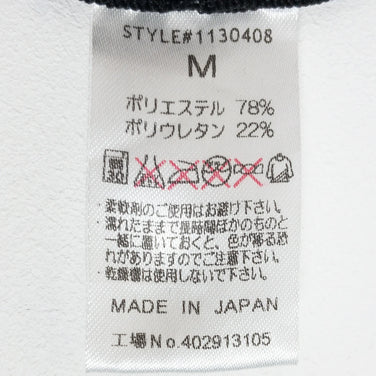 STYLE#1130408
M
ポリエステル 78%
ポリウレタン 22%
・柔軟剤のご使用はお避け下さい。
・濡れたままで長時間ほかのものと
一緒に置いておくと、色が移る恐
れがありますのでご注意下さい。
・乾燥機は使用しないで下さい。
MADE IN JAPAN
工場No.402913105